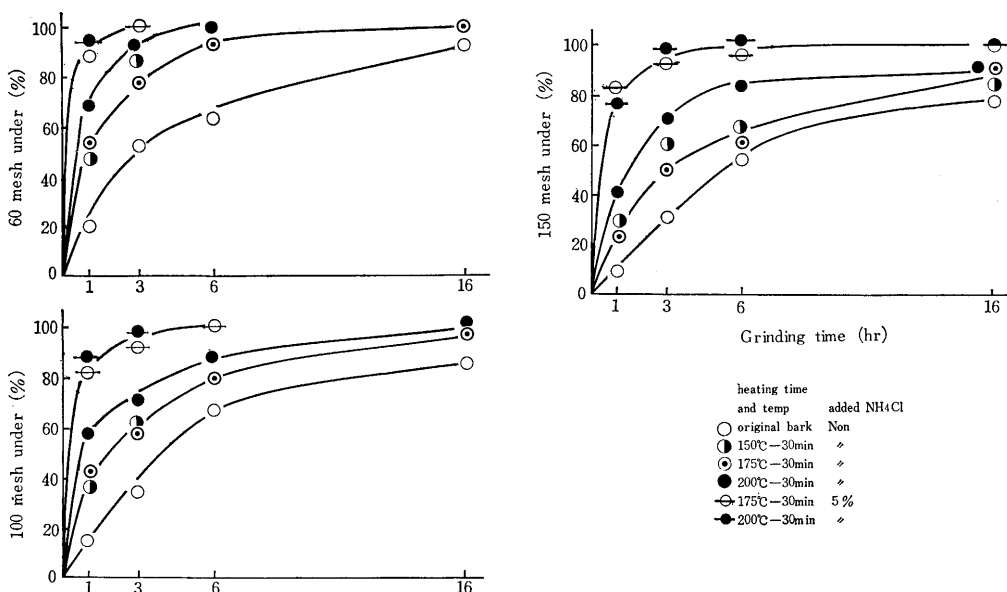 60 mesh under (%)
100
80
60
40
20
0
1
3
6
16
100 mesh under (%)
100
80
60
40
20
0
1
3
6
16
150 mesh under (%)
100
80
60
40
20
0
1
3
6
16
Grinding time (hr)
heating time
and temp added NH4Cl
original bark Non
150℃—30min 〃
175℃—30min 〃
200℃—30min 〃
175℃—30min 5%
200℃—30min 〃